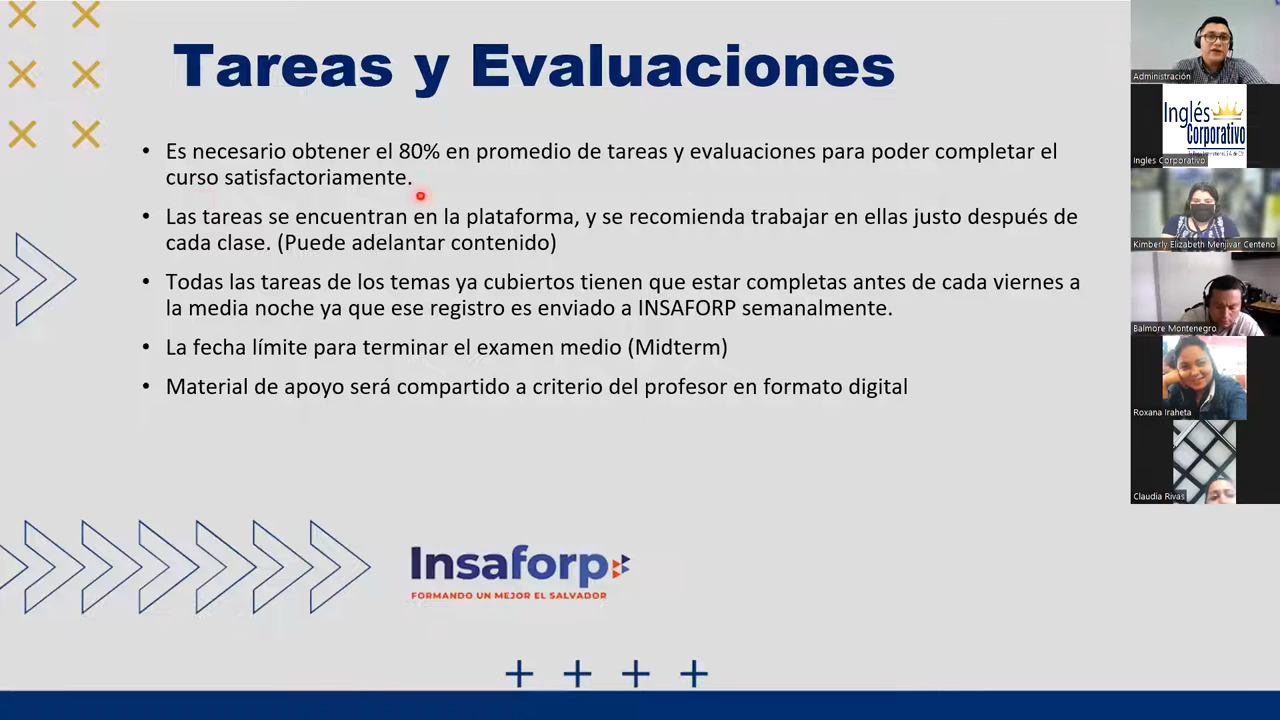 Tareas y Evaluaciones
• Es necesario obtener el 80% en promedio de tareas y evaluaciones para poder completar el
curso satisfactoriamente.
• Las tareas se encuentran en la plataforma, y se recomienda trabajar en ellas justo después de
cada clase. (Puede adelantar contenido)
• Todas las tareas de los temas ya cubiertos tienen que estar completas antes de cada viernes a
la media noche ya que ese registro es enviado a INSAFORP semanalmente.
• La fecha límite para terminar el examen medio (Midterm)
• Material de apoyo será compartido a criterio del profesor en formato digital
Insaforp
FORMANDO UN MEJOR EL SALVADOR
Administración
Inglés
Corporativo
Ingles Corporativo
Kimberly Elizabeth Menjivar Centeno
Balmore Montenegro
Roxana Iraheta
Claudia Rivas